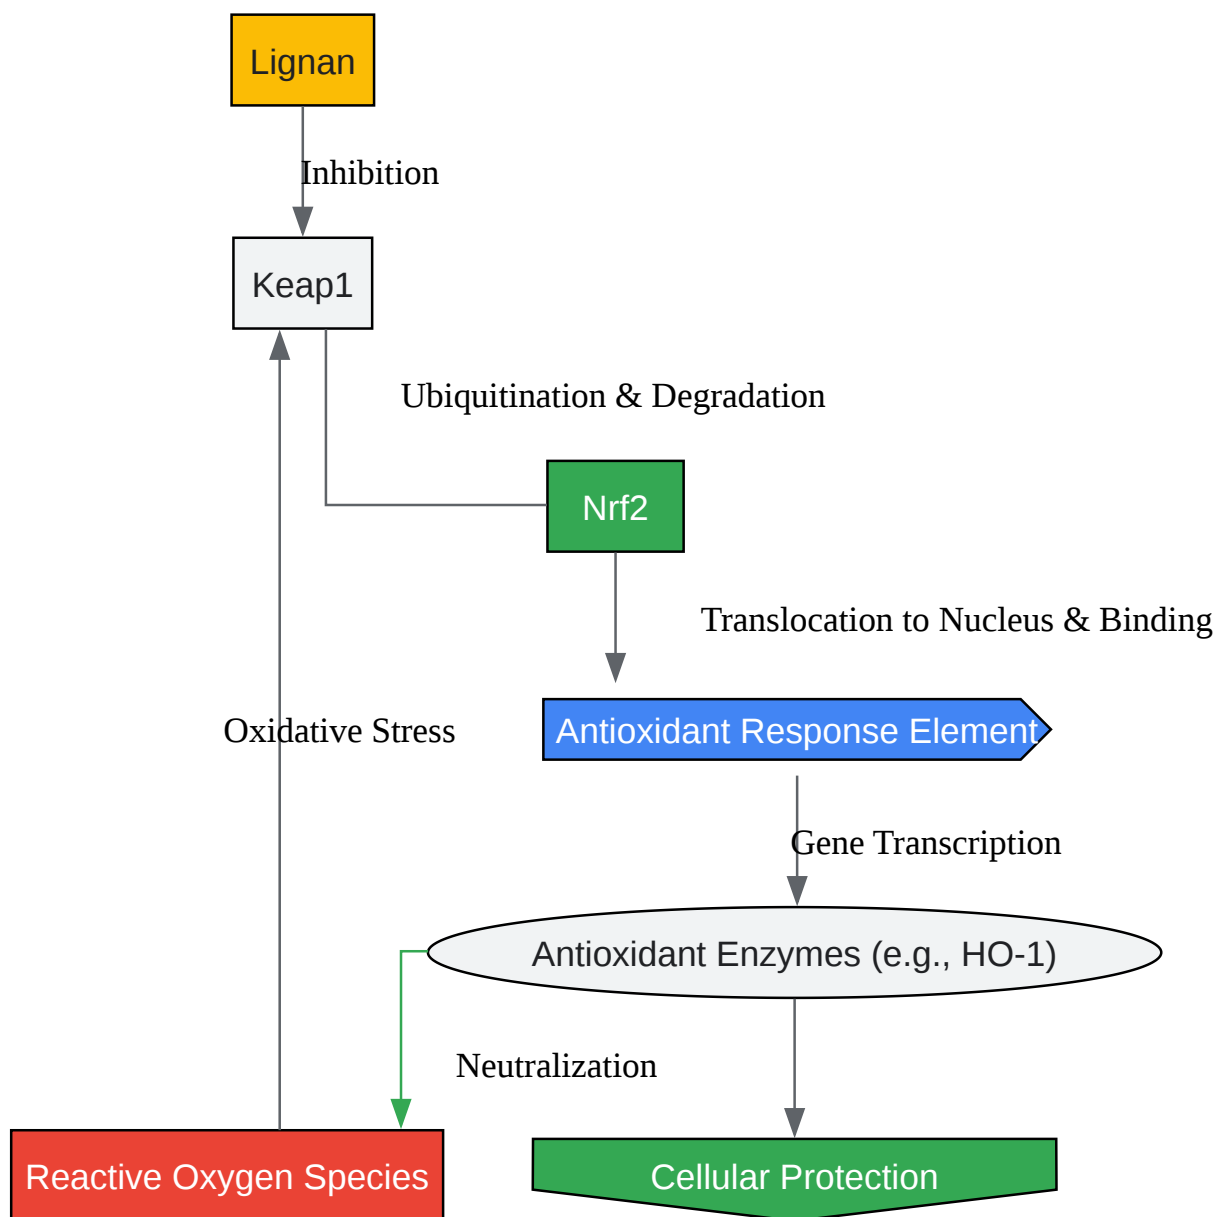 Lignan
Inhibition
Keap1
Ubiquitination & Degradation
Nrf2
Translocation to Nucleus & Binding
Oxidative Stress
Antioxidant Response Element
Gene Transcription
Antioxidant Enzymes (e.g., HO-1)
Neutralization
Reactive Oxygen Species
Cellular Protection